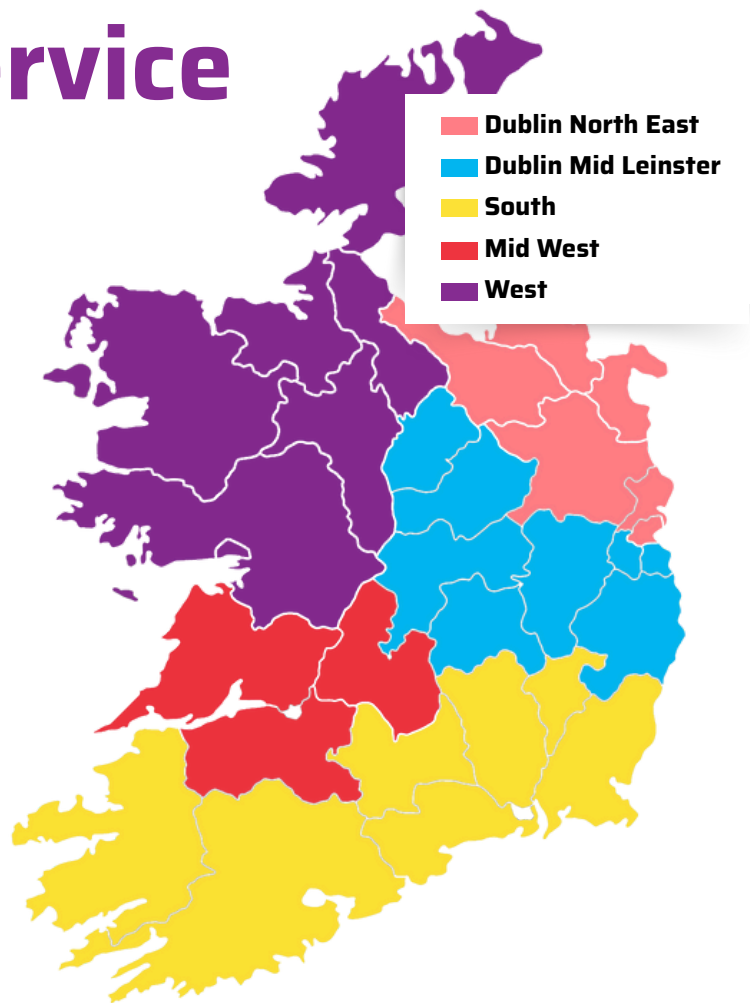 rvice
Dublin North East
Dublin Mid Leinster
South
Mid West
West